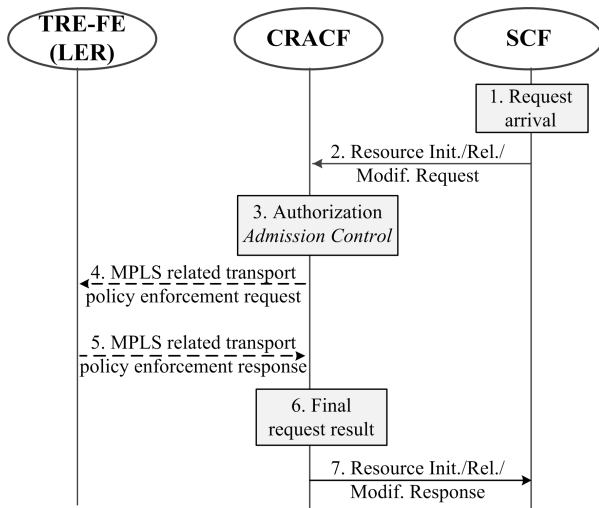 TRE-FE
(LER)
CRACF
SCF
1. Request
arrival
2. Resource Init./Rel./
Modif. Request
3. Authorization
Admission Control
4. MPLS related transport
policy enforcement request
5. MPLS related transport
policy enforcement response
6. Final
request result
7. Resource Init./Rel./
Modif. Response